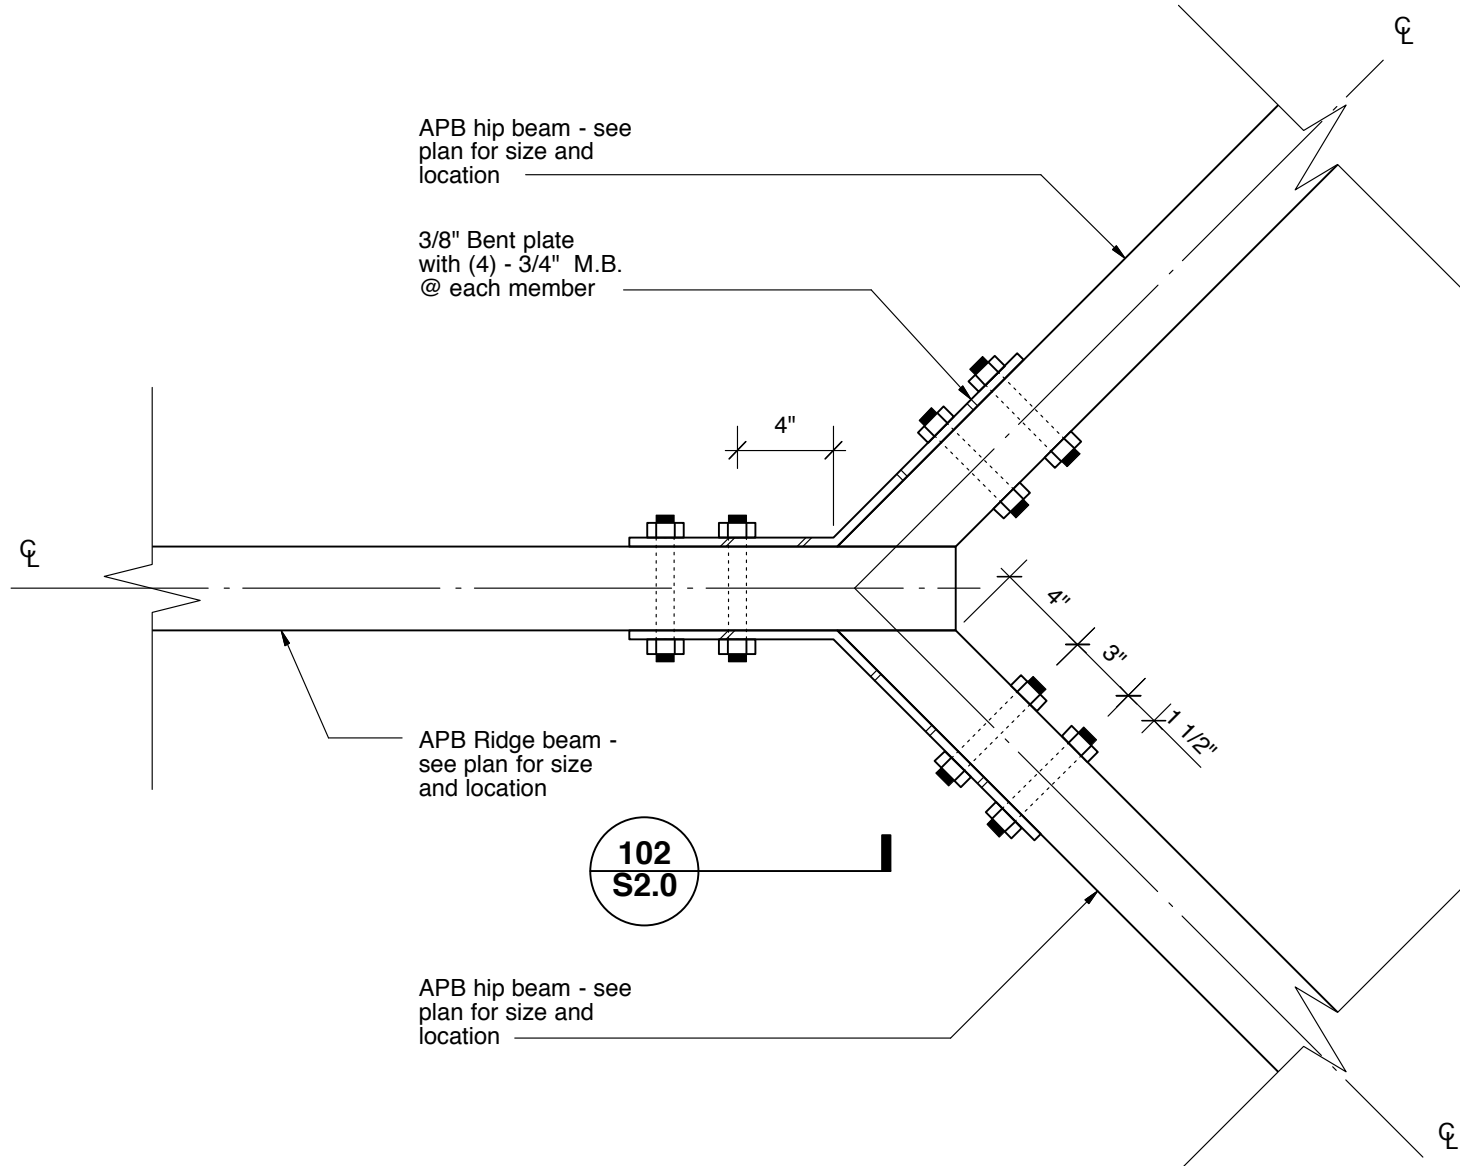 ℄
APB hip beam - see
plan for size and
location
3/8" Bent plate
with (4) - 3/4"  M.B.
@ each member
4"
℄
4"
3"
1 1/2"
APB Ridge beam -
see plan for size
and location
102
S2.0
APB hip beam - see
plan for size and
location
℄